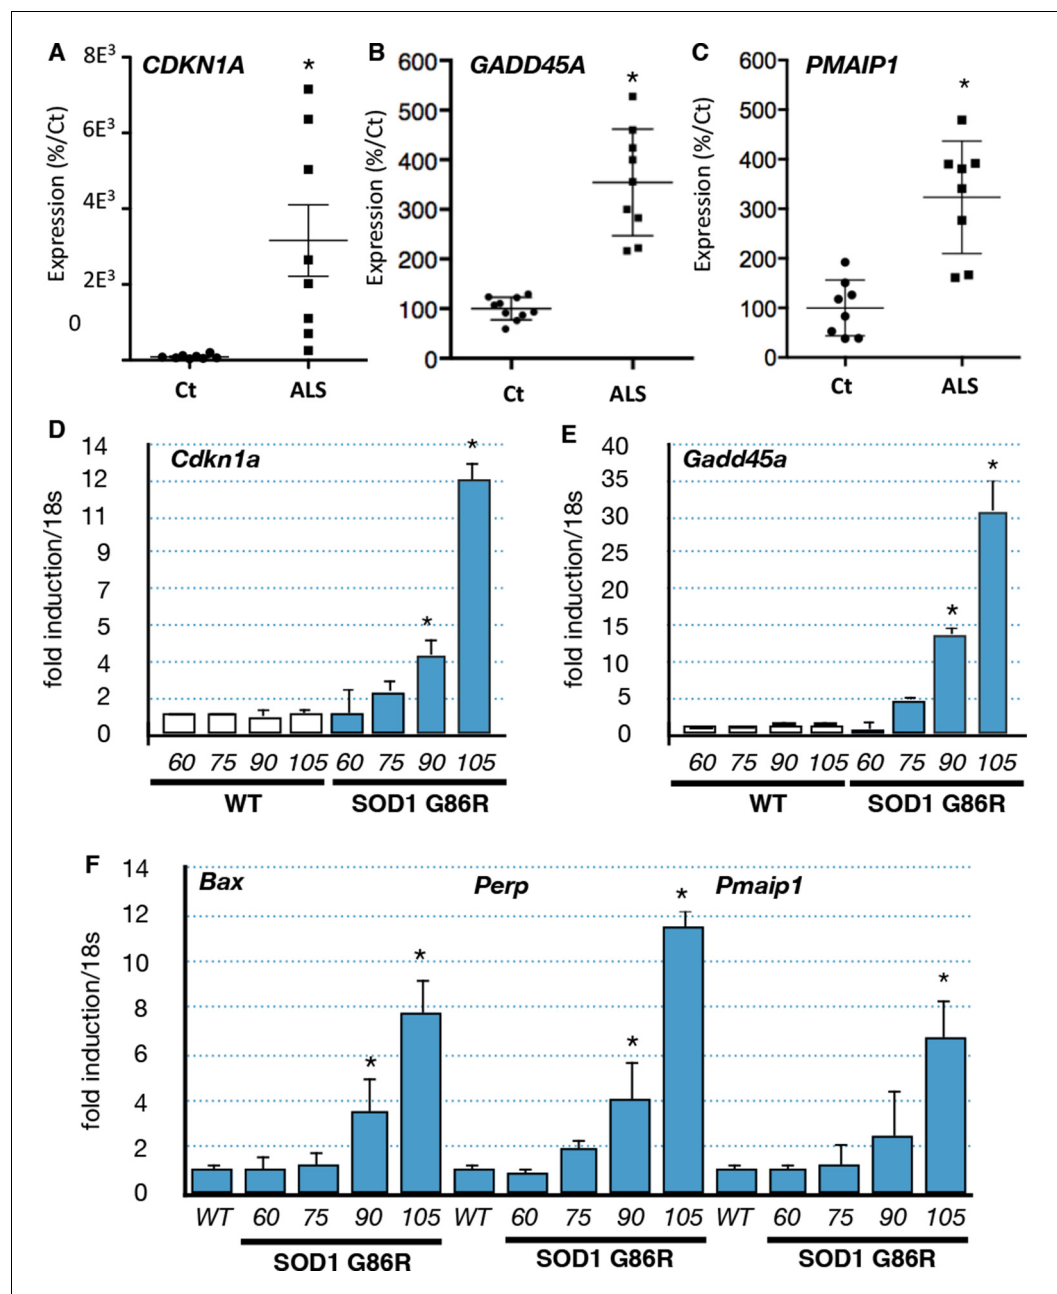 A
CDKN1A
*
Expression (%/Ct)
8E3
6E3
4E3
2E3
0
Ct
ALS
B
GADD45A
*
Expression (%/Ct)
600
500
400
300
200
100
0
Ct
ALS
C
PMAIP1
*
Expression (%/Ct)
600
500
400
300
200
100
0
Ct
ALS
D
Cdkn1a
fold induction/18s
14
12
11
9
7
5
4
2
0
*
*
60 75 90 105 60 75 90 105
WT SOD1 G86R
E
Gadd45a
fold induction/18s
40
35
30
25
20
15
10
5
0
*
*
60 75 90 105 60 75 90 105
WT SOD1 G86R
F
Bax Perp Pmaip1
fold induction/18s
14
12
10
8
6
4
2
0
* * * * *
WT 60 75 90 105 WT 60 75 90 105 WT 60 75 90 105
SOD1 G86R SOD1 G86R SOD1 G86R